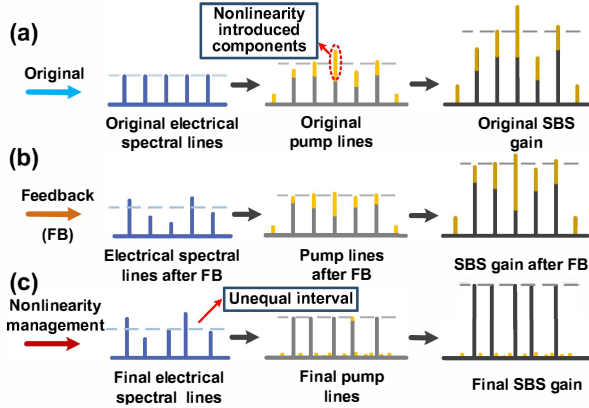 (a)
Nonlinearity
introduced
components
Original
Original electrical
spectral lines
Original
pump lines
Original SBS
gain
(b)
Feedback
(FB)
Electrical spectral
lines after FB
Pump lines
after FB
SBS gain after FB
(c)
Nonlinearity
management
Unequal interval
Final electrical
spectral lines
Final pump
lines
Final SBS gain